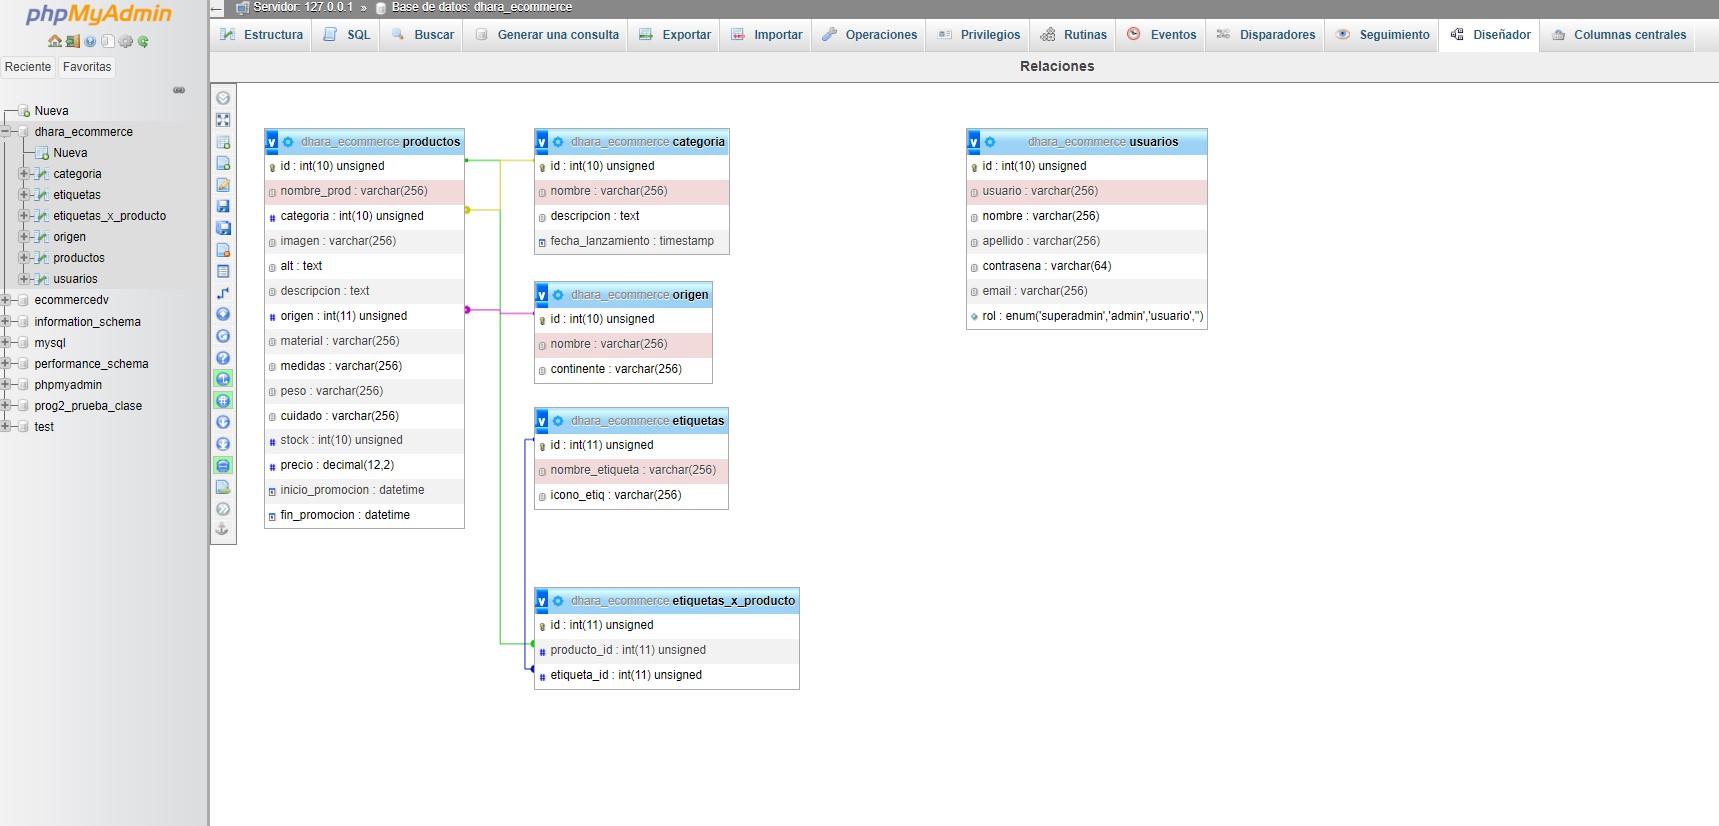 phpMyAdmin
Reciente Favoritas
Nueva
dhara_ecommerce
Nueva
categoria
etiquetas
etiquetas_x_producto
origen
productos
usuarios
ecommercedv
information_schema
mysql
performance_schema
phpmyadmin
prog2_prueba_clase
test
Servidor: 127.0.0.1 » Base de datos: dhara_ecommerce
Estructura SQL Buscar Generar una consulta Exportar Importar Operaciones Privilegios Rutinas Eventos Disparadores Seguimiento Diseñador Columnas centrales
Relaciones
v dhara_ecommerce productos
id : int(10) unsigned
nombre_prod : varchar(256)
categoria : int(10) unsigned
imagen : varchar(256)
alt : text
descripcion : text
origen : int(11) unsigned
material : varchar(256)
medidas : varchar(256)
peso : varchar(256)
cuidado : varchar(256)
stock : int(10) unsigned
precio : decimal(12,2)
inicio_promocion : datetime
fin_promocion : datetime
v dhara_ecommerce categoria
id : int(10) unsigned
nombre : varchar(256)
descripcion : text
fecha_lanzamiento : timestamp
v dhara_ecommerce origen
id : int(10) unsigned
nombre : varchar(256)
continente : varchar(256)
v dhara_ecommerce etiquetas
id : int(11) unsigned
nombre_etiqueta : varchar(256)
icono_etiq : varchar(256)
v dhara_ecommerce etiquetas_x_producto
id : int(11) unsigned
producto_id : int(11) unsigned
etiqueta_id : int(11) unsigned
v dhara_ecommerce usuarios
id : int(10) unsigned
usuario : varchar(256)
nombre : varchar(256)
apellido : varchar(256)
contrasena : varchar(64)
email : varchar(256)
rol : enum('superadmin','admin','usuario','')